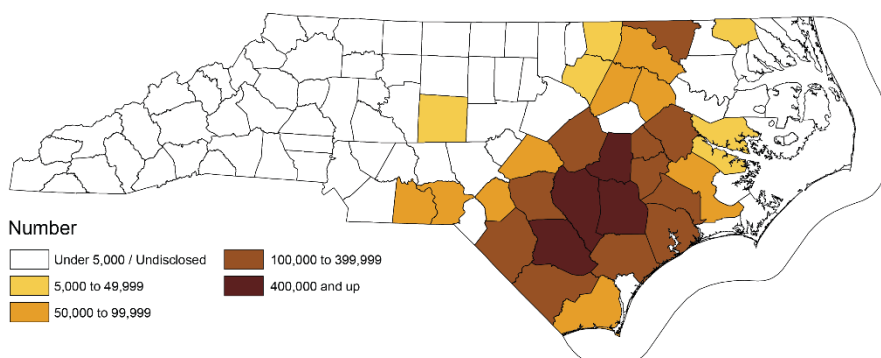 Number
Under 5,000 / Undisclosed
5,000 to 49,999
50,000 to 99,999
100,000 to 399,999
400,000 and up